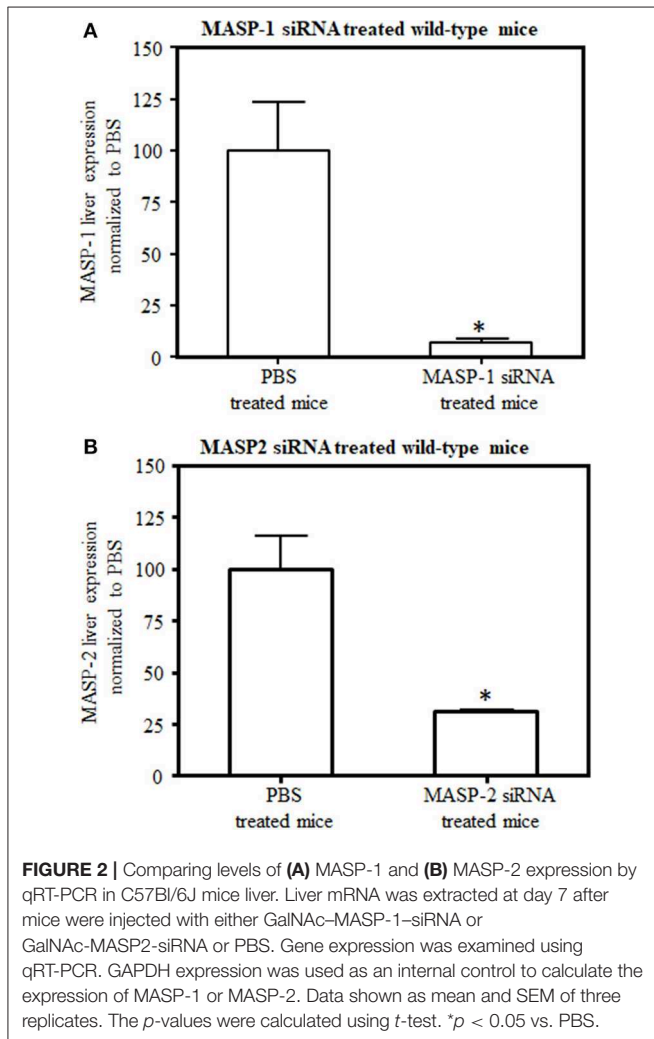 A
MASP-1 siRNA treated wild-type mice
MASP-1 liver expression
normalized to PBS
150
125
100
75
50
25
0
*
PBS
treated mice
MASP-1 siRNA
treated mice
B
MASP2 siRNA treated wild-type mice
MASP-2 liver expression
normalized to PBS
150
125
100
75
50
25
0
*
PBS
treated mice
MASP-2 siRNA
treated mice
FIGURE 2 | Comparing levels of (A) MASP-1 and (B) MASP-2 expression by
qRT-PCR in C57Bl/6J mice liver. Liver mRNA was extracted at day 7 after
mice were injected with either GalNAc–MASP-1–siRNA or
GalNAc-MASP2-siRNA or PBS. Gene expression was examined using
qRT-PCR. GAPDH expression was used as an internal control to calculate the
expression of MASP-1 or MASP-2. Data shown as mean and SEM of three
replicates. The p-values were calculated using t-test. *p < 0.05 vs. PBS.